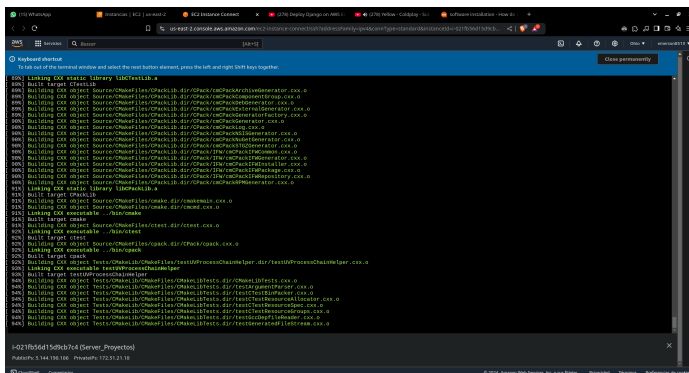 (15) WhatsApp
Instancias | EC2 | us-east-2
EC2 Instance Connect
(278) Deploy Django on AWS
(278) Yellow - Coldplay - Sub
software installation - How do
us-east-2.console.aws.amazon.com
aws Services Buscar [Alt+S] Ohio
Keyboard shortcut
To tab out of the terminal window and select the next button element, press the left and right Shift keys together.
Close permanently
[ 89%] Linking CXX static library libCTestLib.a
[ 89%] Built target CTestLib
[ 89%] Building CXX object Source/CMakeFiles/CPackLib.dir/CPack/cmCPackArchiveGenerator.cxx.o
[ 89%] Building CXX object Source/CMakeFiles/CPackLib.dir/CPack/cmCPackComponentGroup.cxx.o
[ 89%] Building CXX object Source/CMakeFiles/CPackLib.dir/CPack/cmCPackDebGenerator.cxx.o
[ 89%] Building CXX object Source/CMakeFiles/CPackLib.dir/CPack/cmCPackExternalGenerator.cxx.o
[ 89%] Building CXX object Source/CMakeFiles/CPackLib.dir/CPack/cmCPackGeneratorFactory.cxx.o
[ 90%] Building CXX object Source/CMakeFiles/CPackLib.dir/CPack/cmCPackGenerator.cxx.o
[ 90%] Building CXX object Source/CMakeFiles/CPackLib.dir/CPack/cmCPackLog.cxx.o
[ 90%] Building CXX object Source/CMakeFiles/CPackLib.dir/CPack/cmCPackNSISGenerator.cxx.o
[ 90%] Building CXX object Source/CMakeFiles/CPackLib.dir/CPack/cmCPackNuGetGenerator.cxx.o
[ 90%] Building CXX object Source/CMakeFiles/CPackLib.dir/CPack/cmCPackSTGZGenerator.cxx.o
[ 90%] Building CXX object Source/CMakeFiles/CPackLib.dir/CPack/IFW/cmCPackIFWCommon.cxx.o
[ 90%] Building CXX object Source/CMakeFiles/CPackLib.dir/CPack/IFW/cmCPackIFWGenerator.cxx.o
[ 90%] Building CXX object Source/CMakeFiles/CPackLib.dir/CPack/IFW/cmCPackIFWInstaller.cxx.o
[ 90%] Building CXX object Source/CMakeFiles/CPackLib.dir/CPack/IFW/cmCPackIFWPackage.cxx.o
[ 91%] Building CXX object Source/CMakeFiles/CPackLib.dir/CPack/IFW/cmCPackIFWRepository.cxx.o
[ 91%] Building CXX object Source/CMakeFiles/CPackLib.dir/CPack/cmCPackRPMGenerator.cxx.o
[ 91%] Linking CXX static library libCPackLib.a
[ 91%] Built target CPackLib
[ 91%] Building CXX object Source/CMakeFiles/cmake.dir/cmakemain.cxx.o
[ 91%] Building CXX object Source/CMakeFiles/cmake.dir/cmcmd.cxx.o
[ 91%] Linking CXX executable ../bin/cmake
[ 91%] Built target cmake
[ 91%] Building CXX object Source/CMakeFiles/ctest.dir/ctest.cxx.o
[ 92%] Linking CXX executable ../bin/ctest
[ 92%] Built target ctest
[ 92%] Building CXX object Source/CMakeFiles/cpack.dir/CPack/cpack.cxx.o
[ 92%] Linking CXX executable ../bin/cpack
[ 92%] Built target cpack
[ 92%] Building CXX object Tests/CMakeLib/CMakeFiles/testUVProcessChainHelper.dir/testUVProcessChainHelper.cxx.o
[ 93%] Linking CXX executable testUVProcessChainHelper
[ 93%] Built target testUVProcessChainHelper
[ 94%] Building CXX object Tests/CMakeLib/CMakeFiles/CMakeLibTests.dir/CMakeLibTests.cxx.o
[ 94%] Building CXX object Tests/CMakeLib/CMakeFiles/CMakeLibTests.dir/testArgumentParser.cxx.o
[ 94%] Building CXX object Tests/CMakeLib/CMakeFiles/CMakeLibTests.dir/testCTestBinPacker.cxx.o
[ 94%] Building CXX object Tests/CMakeLib/CMakeFiles/CMakeLibTests.dir/testCTestResourceAllocator.cxx.o
[ 94%] Building CXX object Tests/CMakeLib/CMakeFiles/CMakeLibTests.dir/testCTestResourceSpec.cxx.o
[ 94%] Building CXX object Tests/CMakeLib/CMakeFiles/CMakeLibTests.dir/testCTestResourceGroups.cxx.o
[ 94%] Building CXX object Tests/CMakeLib/CMakeFiles/CMakeLibTests.dir/testGccDepfileReader.cxx.o
[ 94%] Building CXX object Tests/CMakeLib/CMakeFiles/CMakeLibTests.dir/testGeneratedFileStream.cxx.o
i-021fb56d15d9cb7c4 (Server_Proyectos)
PublicIPs: 3.144.198.186 PrivateIPs: 172.31.21.16